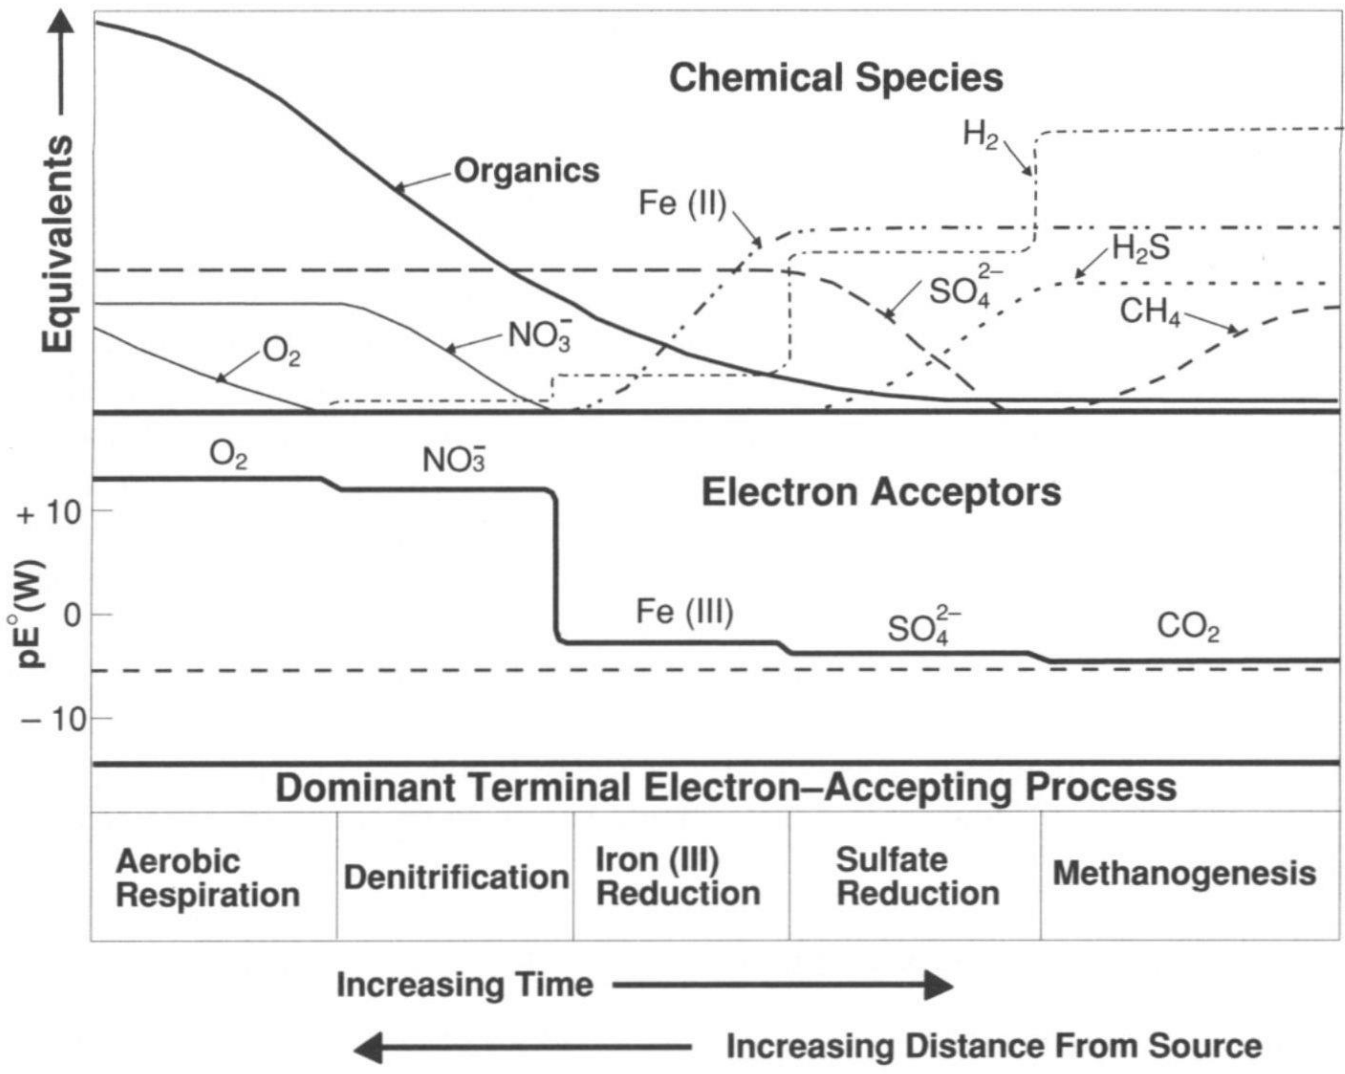 Equivalents
Chemical Species
H2
Organics
Fe (II)
H2S
SO4 2–
CH4
NO3–
O2
O2
NO3–
Electron Acceptors
+ 10
pE°(W)
0
Fe (III)
SO4 2–
CO2
– 10
Dominant Terminal Electron–Accepting Process
Aerobic
Respiration
Denitrification
Iron (III)
Reduction
Sulfate
Reduction
Methanogenesis
Increasing Time
Increasing Distance From Source